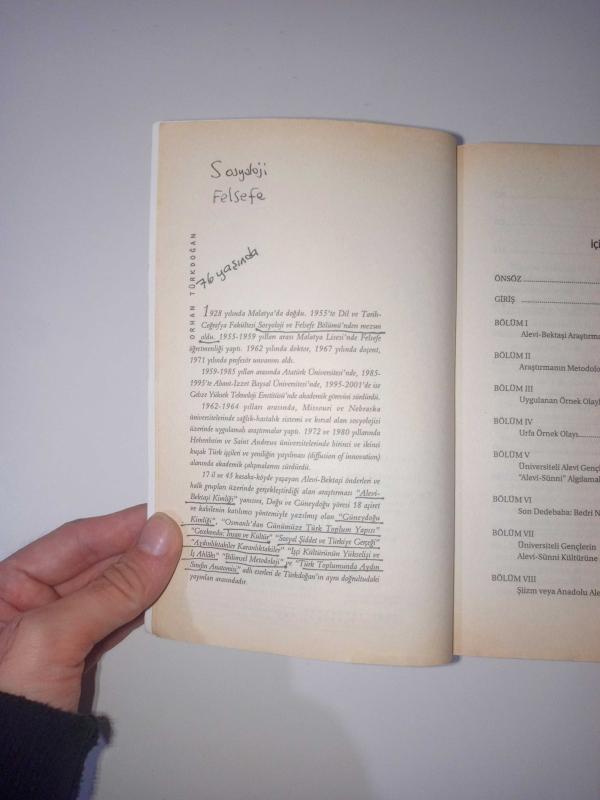 Sosyoloji
Felsefe
76 yaşında
ORHAN TÜRKDOĞAN
1928 yılında Malatya'da doğdu. 1955'te Dil ve Tarih-
Coğrafya Fakültesi Sosyoloji ve Felsefe Bölümü'nden mezun
oldu. 1955-1959 yılları arası Malatya Lisesi'nde Felsefe
öğretmenliği yaptı. 1962 yılında doktor, 1967 yılında doçent,
1971 yılında profesör unvanını aldı.
1959-1985 yılları arasında Atatürk Üniversitesi'nde, 1985-
1995'te Abant-İzzet Baysal Üniversitesi'nde, 1995-2001'de ise
Gebze Yüksek Teknoloji Enstitüsü'nde akademik görevini sürdürdü.
1962-1964 yılları arasında, Missouri ve Nebraska
üniversitelerinde sağlık-hastalık sistemi ve kırsal alan sosyolojisi
üzerinde uygulamalı araştırmalar yaptı. 1972 ve 1980 yıllarında
Hohenheim ve Saint Andreus üniversitelerinde birinci ve ikinci
kuşak Türk işçileri ve yeniliğin yayılması (diffusion of innovation)
alanında akademik çalışmalarını sürdürdü.
17 il ve 45 kasaba-köyde yaşayan Alevi-Bektaşi önderleri ve
halk grupları üzerinde gerçekleştirdiği alan araştırması "Alevi-
Bektaşi Kimliği" yanısıra, Doğu ve Güneydoğu yöresi 18 aşiret
ve kabilenin katılımcı yöntemiyle yazılmış olan "Güneydoğu
Kimliği", "Osmanlı'dan Günümüze Türk Toplum Yapısı"
İnsan ve Kültür" "Sosyal Şiddet ve Türkiye Gerçeği"
"Aydınlıktakiler Karanlıktakiler" "İşçi Kültürünün Yükselişi ve
İş Ahlâkı" "Bilimsel Metodoloji" ve "Türk Toplumunda Aydın
Sınıfın Anatomisi" adlı eserleri de Türkdoğan'ın aynı doğrultudaki
yayınları arasındadır.
İÇİ
ÖNSÖZ
GİRİŞ
BÖLÜM I
Alevi-Bektaşi Araştırma
BÖLÜM II
Araştırmanın Metodolo
BÖLÜM III
Uygulanan Örnek Olayl
BÖLÜM IV
Urfa Örnek Olayı
BÖLÜM V
Üniversiteli Alevi Genç
"Alevi-Sünni" Algılamal
BÖLÜM VI
Son Dedebaba: Bedri N
BÖLÜM VII
Üniversiteli Gençlerin
Alevi-Sünni Kültürüne
BÖLÜM VIII
Şiizm veya Anadolu Ale